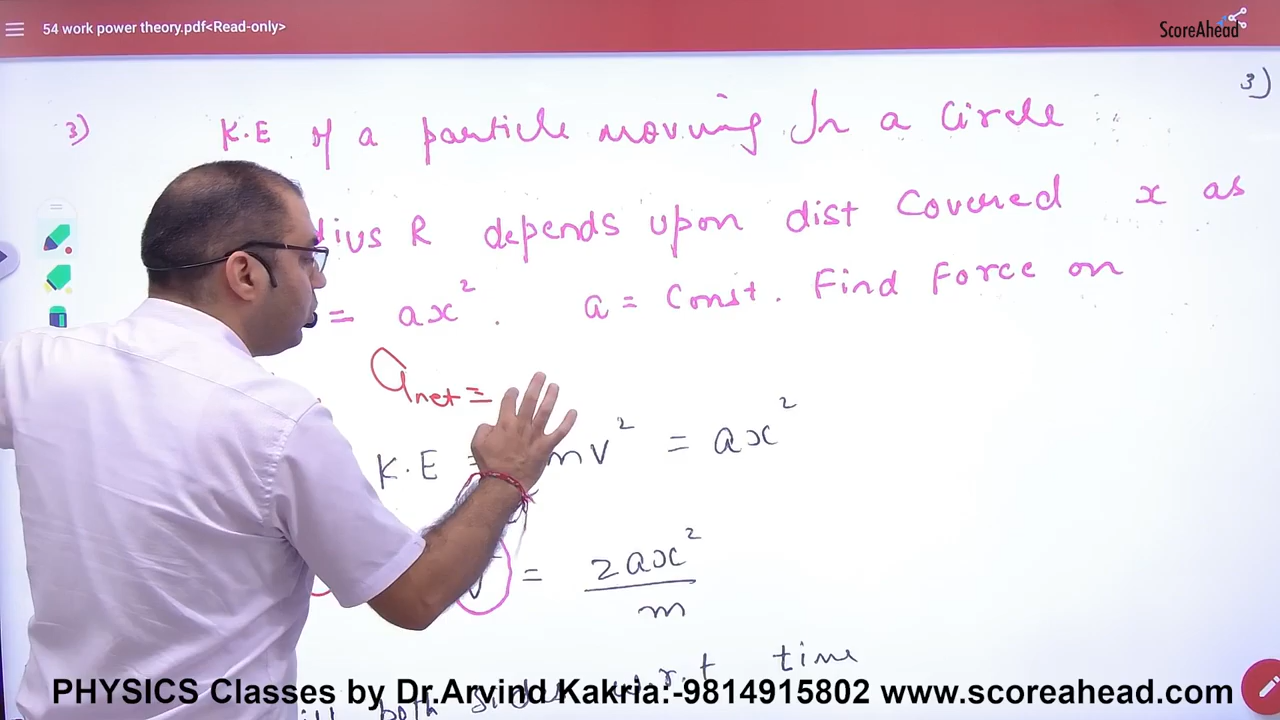 54 work power theory.pdf<Read-only>
ScoreAhead
3)
3) K.E of a particle moving In a Circle
R depends upon dist Covered x as
= ax². a = Const. Find Force on
a net =
K.E = mv² = ax²
= 2ax² / m
both sides w.r.t time
PHYSICS Classes by Dr.Arvind Kakria:-9814915802 www.scoreahead.com